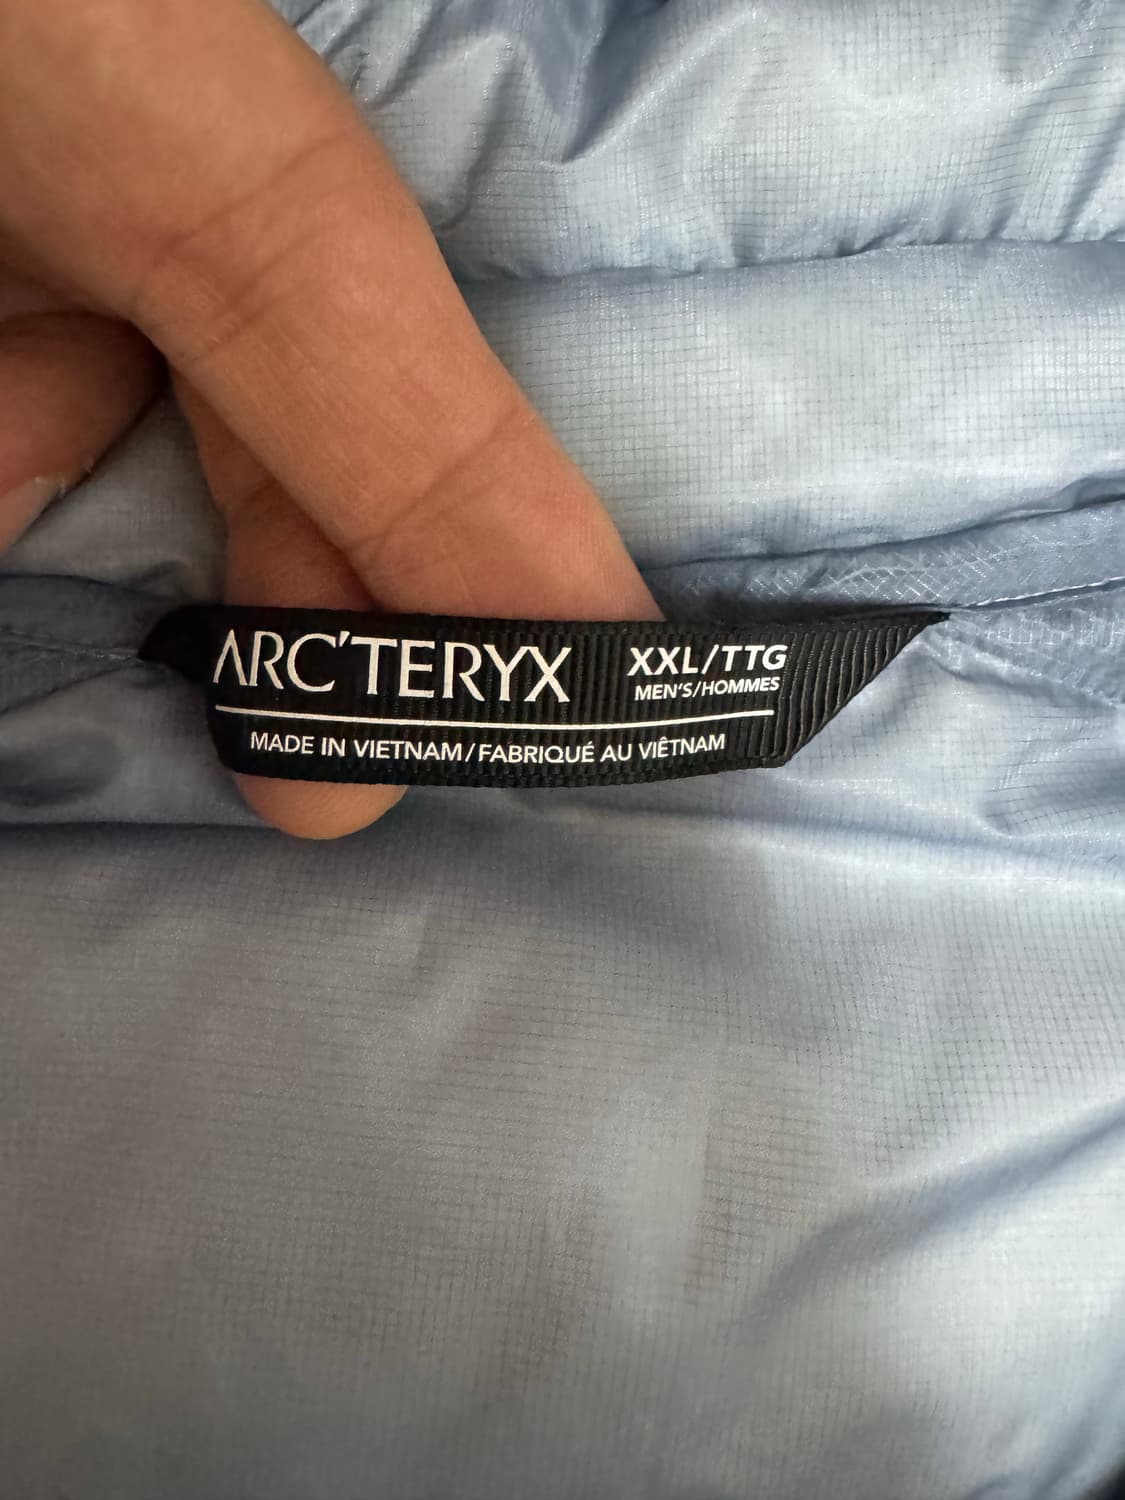 ARC'TERYX
XXL/TTG
MEN'S/HOMMES
MADE IN VIETNAM/FABRIQUÉ AU VIÊTNAM